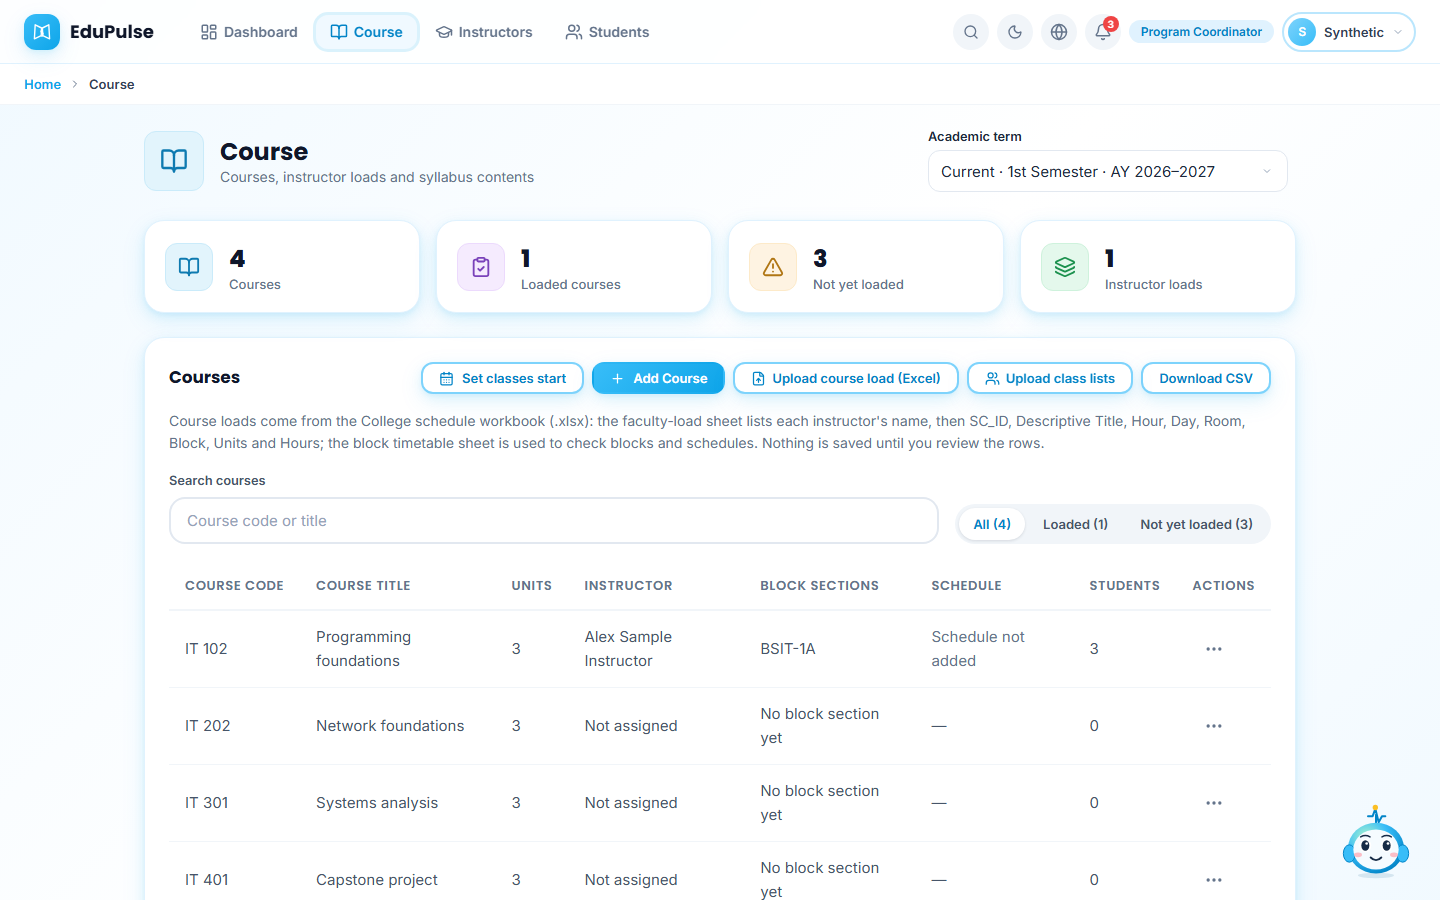 EduPulse
Dashboard
Course
Instructors
Students
3
Program Coordinator
S
Synthetic
Home
Course
Course
Courses, instructor loads and syllabus contents
Academic term
Current · 1st Semester · AY 2026–2027
4
Courses
1
Loaded courses
3
Not yet loaded
1
Instructor loads
Courses
Set classes start
Add Course
Upload course load (Excel)
Upload class lists
Download CSV
Course loads come from the College schedule workbook (.xlsx): the faculty-load sheet lists each instructor's name, then SC_ID, Descriptive Title, Hour, Day, Room,
Block, Units and Hours; the block timetable sheet is used to check blocks and schedules. Nothing is saved until you review the rows.
Search courses
Course code or title
All (4)
Loaded (1)
Not yet loaded (3)
COURSE CODE COURSE TITLE UNITS INSTRUCTOR BLOCK SECTIONS SCHEDULE STUDENTS ACTIONS
IT 102
Programming
foundations
3
Alex Sample
Instructor
BSIT-1A
Schedule not
added
3
IT 202
Network foundations
3
Not assigned
No block section
yet
—
0
IT 301
Systems analysis
3
Not assigned
No block section
yet
—
0
IT 401
Capstone project
3
Not assigned
No block section
yet
—
0